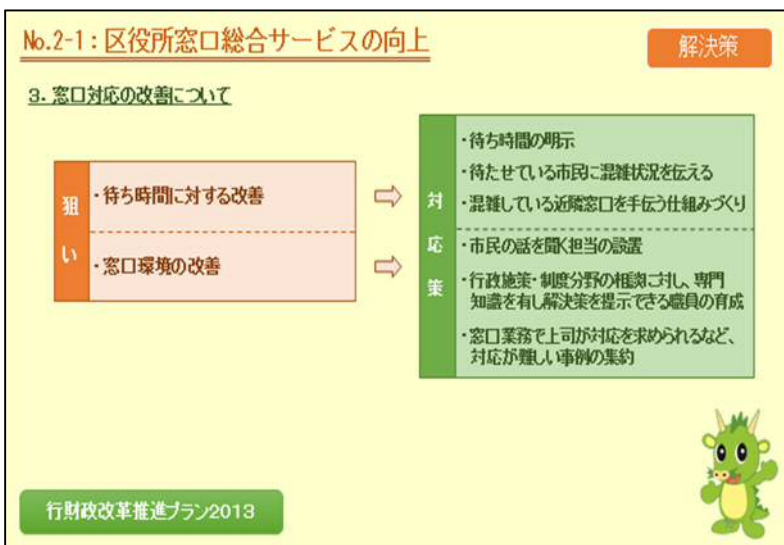 No.2-1：区役所窓口総合サービスの向上
解決策
3．窓口対応の改善について
狙い
・待ち時間に対する改善
・窓口環境の改善
対応策
・待ち時間の明示
・待たせている市民に混雑状況を伝える
・混雑している近隣窓口を手伝う仕組みづくり
・市民の話を聞く担当の設置
・行政施策・制度分野の相談に対し、専門
知識を有し解決策を提示できる職員の育成
・窓口業務で上司が対応を求められるなど、
対応が難しい事例の集約
行財政改革推進プラン2013